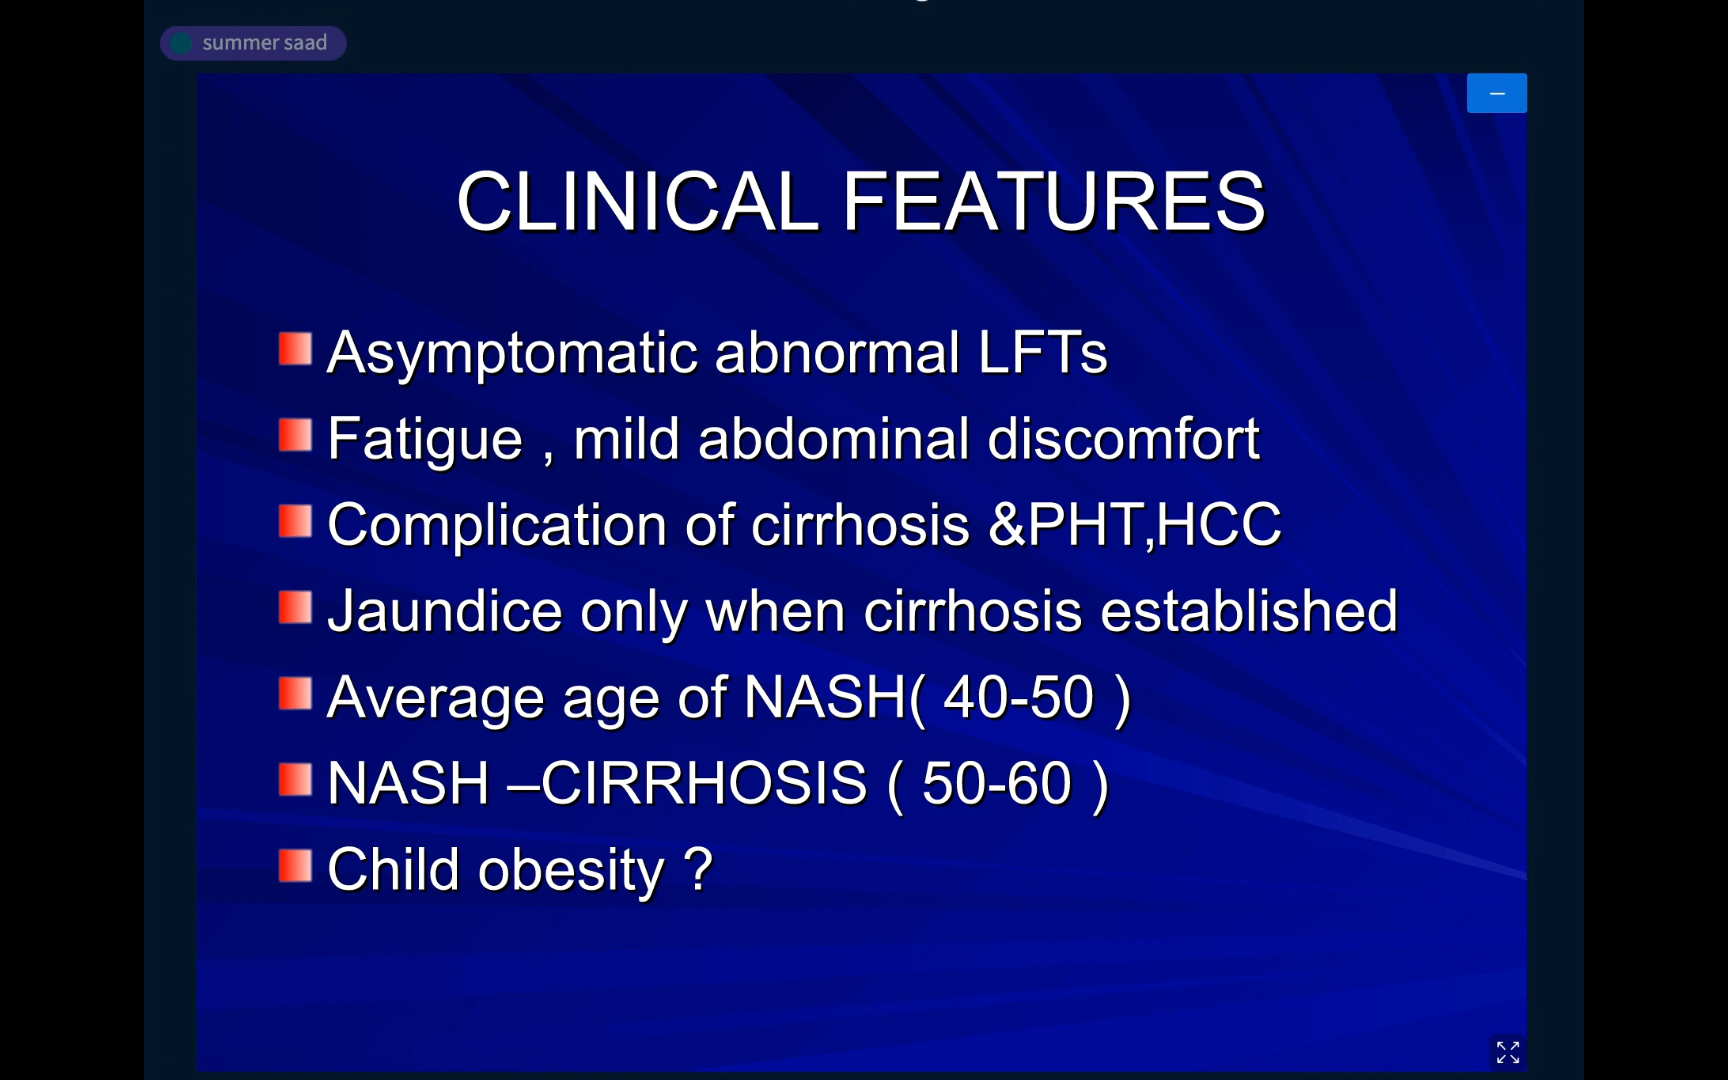 summer saad
CLINICAL FEATURES
Asymptomatic abnormal LFTs
Fatigue , mild abdominal discomfort
Complication of cirrhosis &PHT,HCC
Jaundice only when cirrhosis established
Average age of NASH( 40-50 )
NASH –CIRRHOSIS ( 50-60 )
Child obesity ?